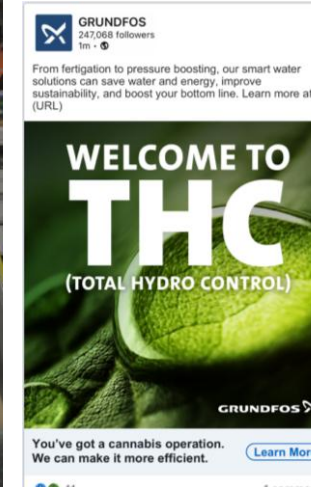 GRUNDFOS
247,068 followers
1m •
From fertigation to pressure boosting, our smart water
solutions can save water and energy, improve
sustainability, and boost your bottom line. Learn more at
(URL)
WELCOME TO
THC
(TOTAL HYDRO CONTROL)
GRUNDFOS
You've got a cannabis operation.
We can make it more efficient.
Learn More